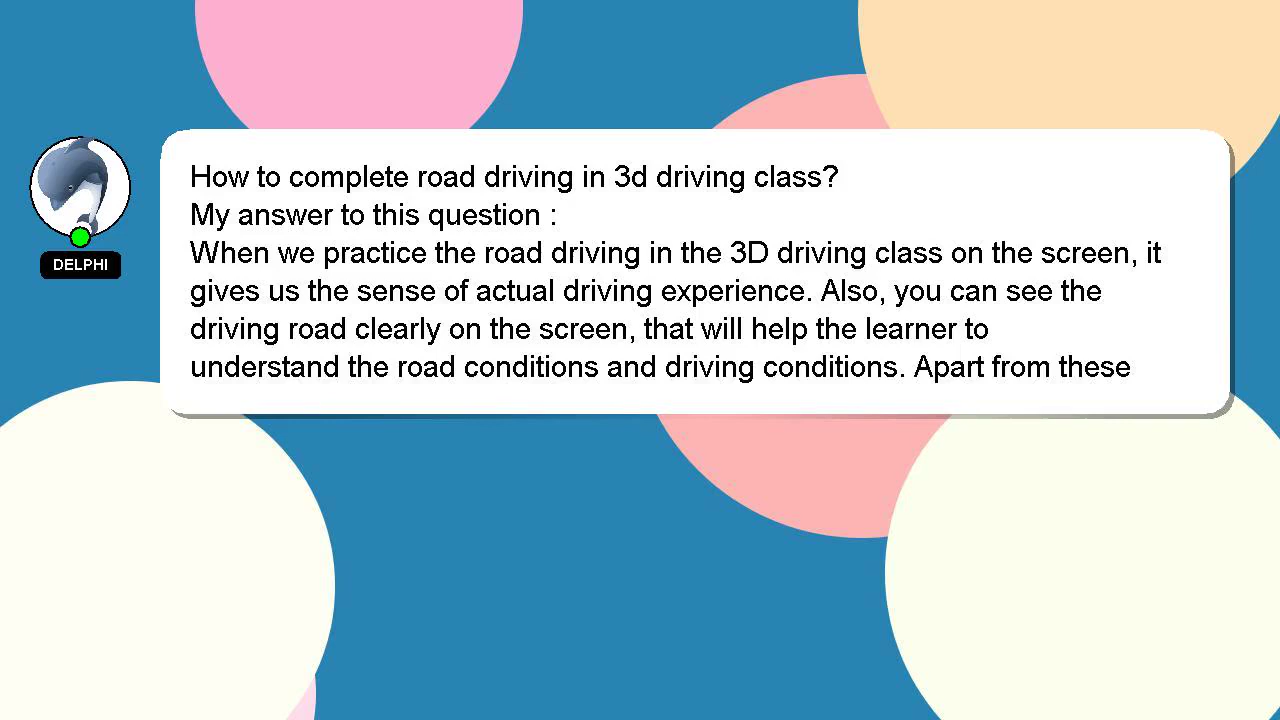 How to complete road driving in 3d driving class?
My answer to this question :
When we practice the road driving in the 3D driving class on the screen, it
gives us the sense of actual driving experience. Also, you can see the
driving road clearly on the screen, that will help the learner to
understand the road conditions and driving conditions. Apart from these
DELPHI